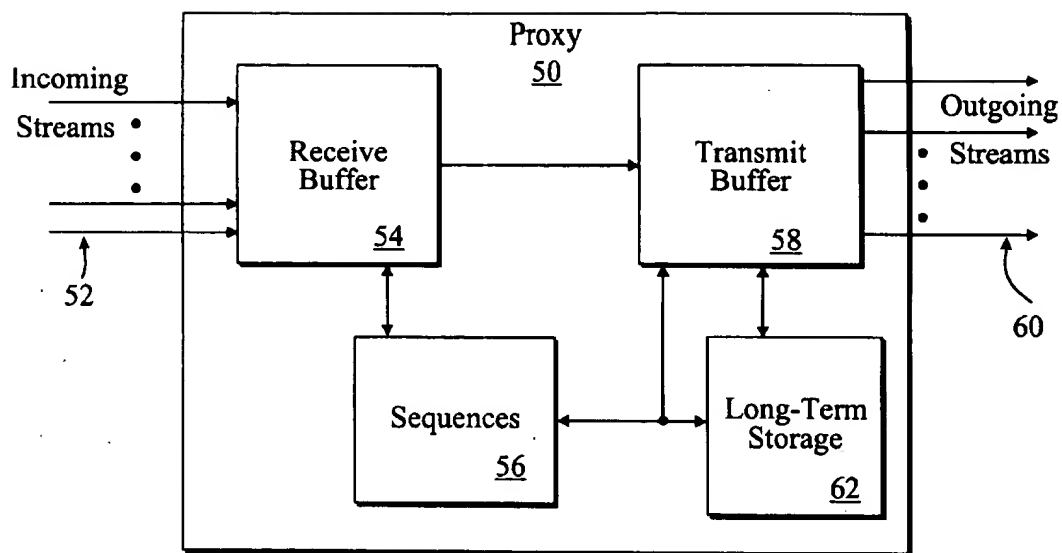 Proxy
50
Incoming
Streams
52
Receive
Buffer
54
Transmit
Buffer
58
Outgoing
Streams
60
Sequences
56
Long-Term
Storage
62